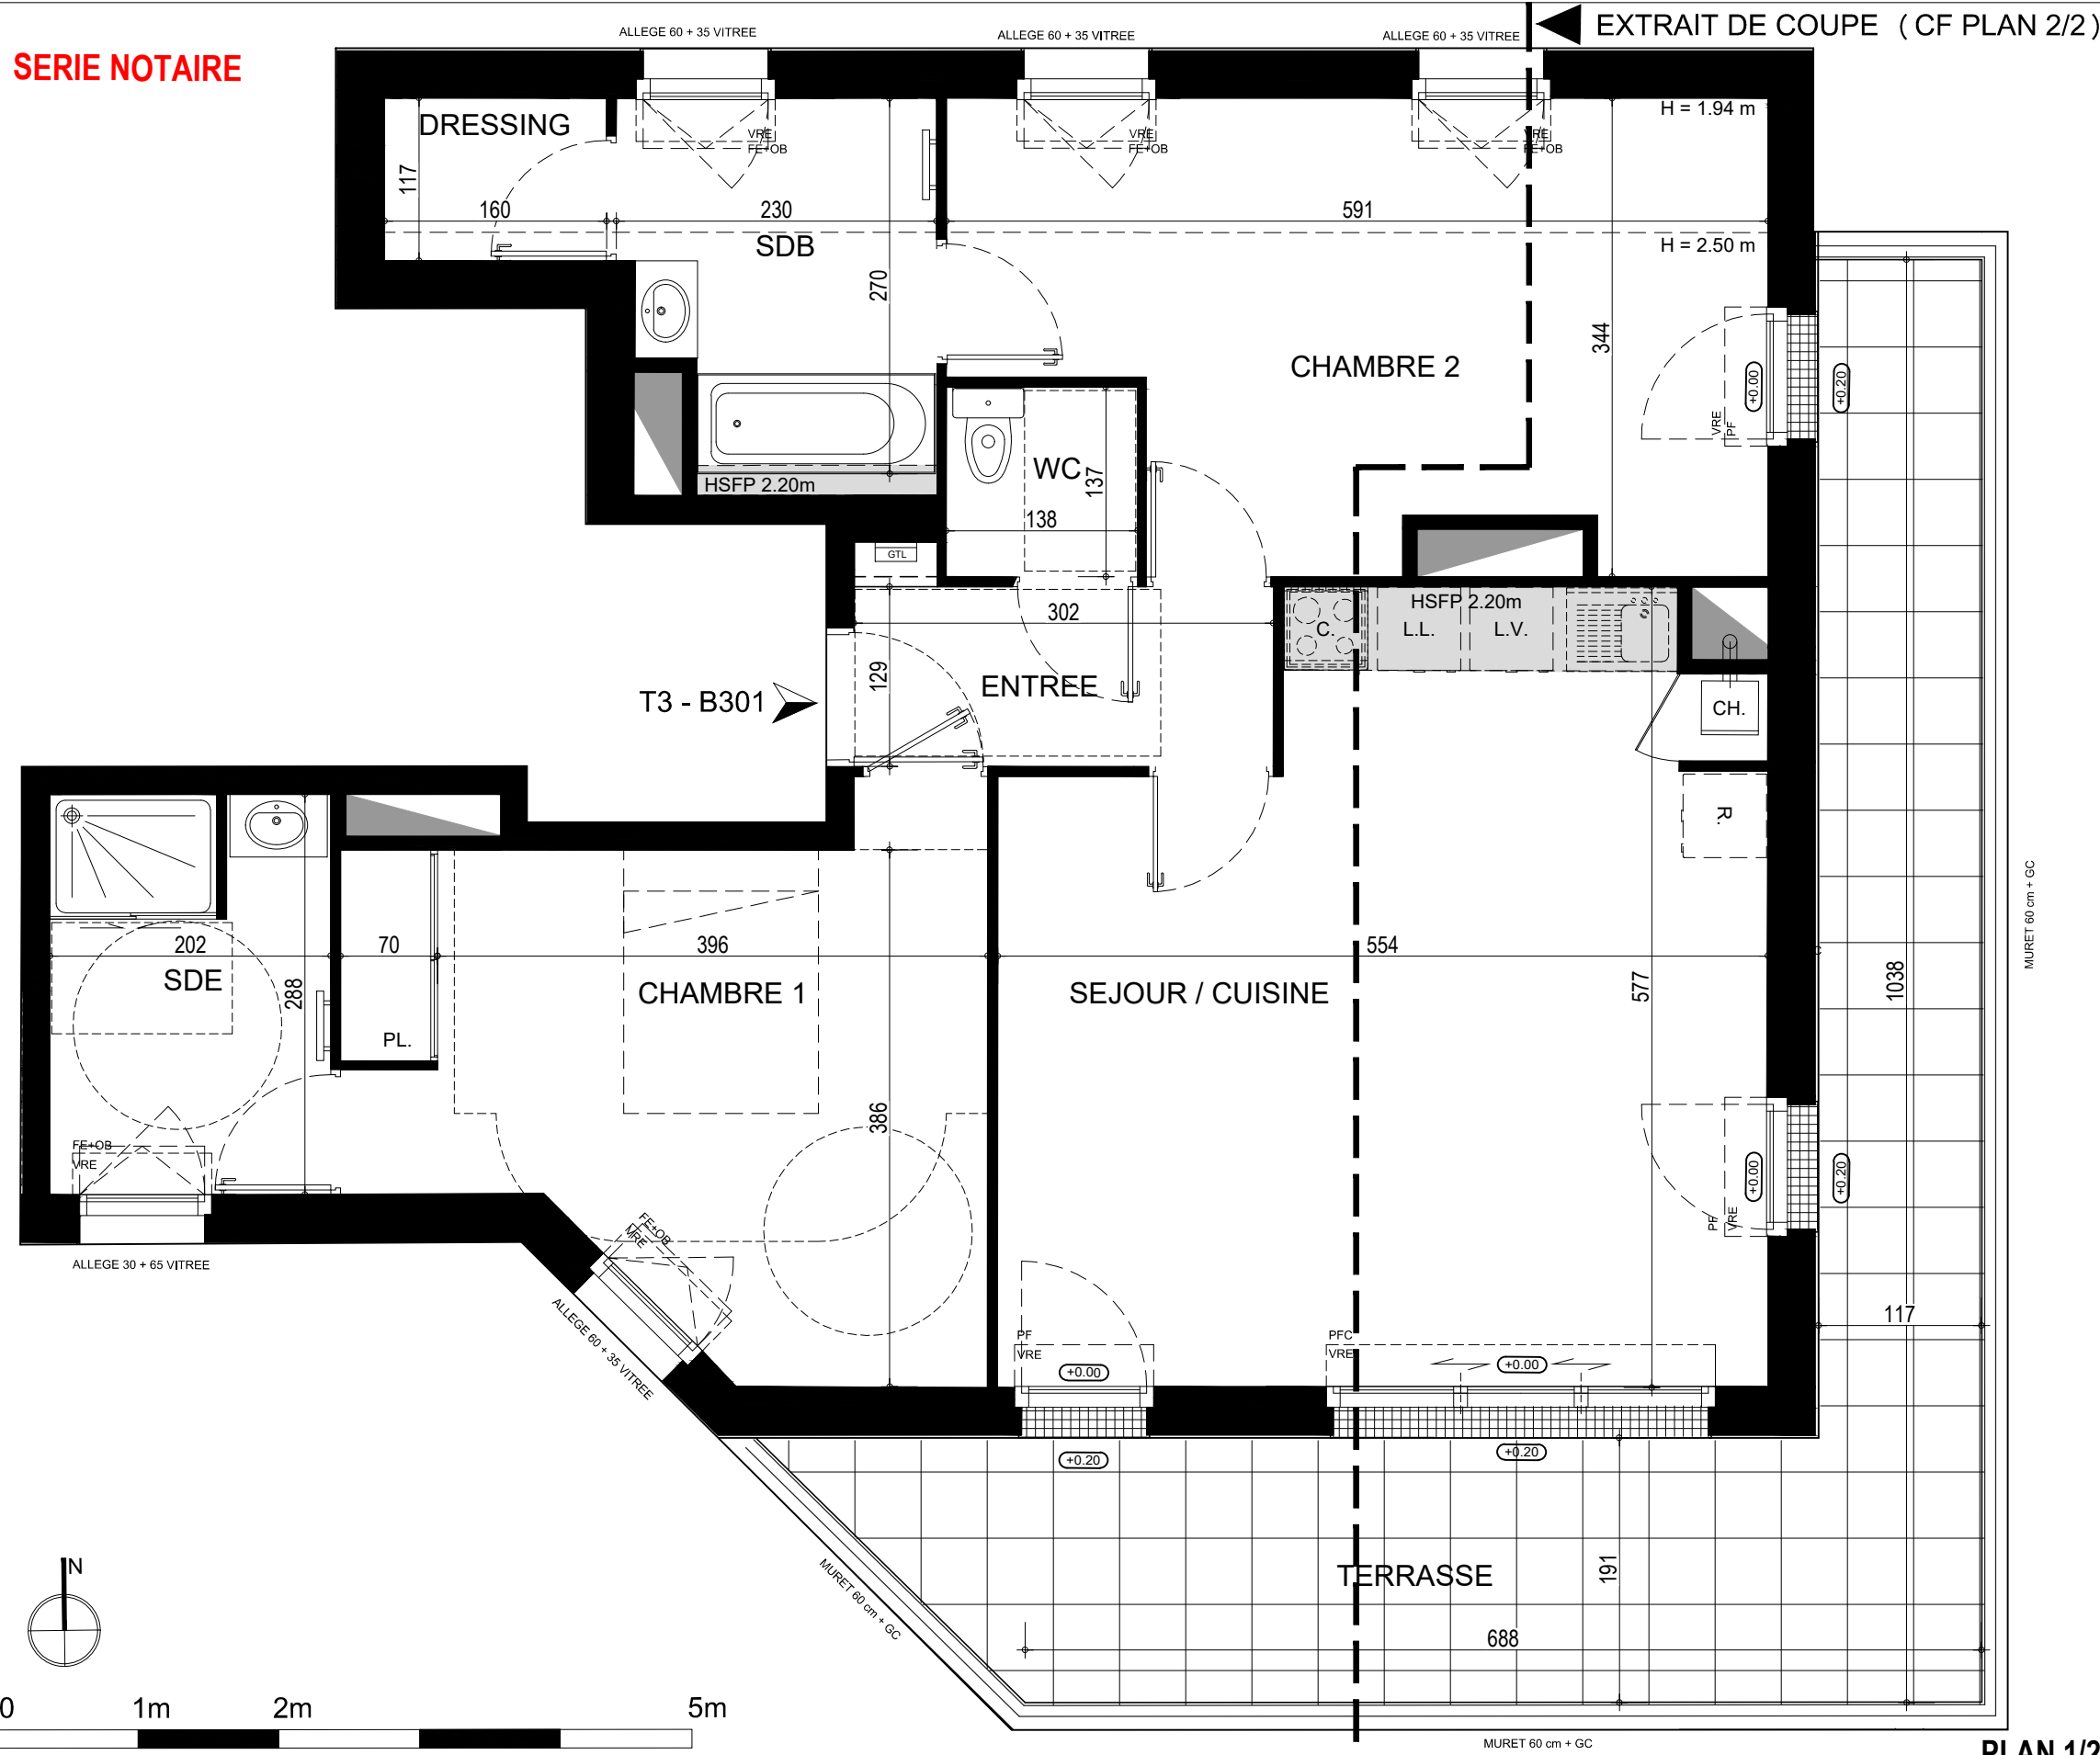 EXTRAIT DE COUPE ( CF PLAN 2/2)
SERIE NOTAIRE
ALLEGE 60 + 35 VITREE
ALLEGE 60 + 35 VITREE
ALLEGE 60 + 35 VITREE
DRESSING
VRE
FE+OB
VRE
FE+OB
VRE
FE+OB
H = 1.94 m
117
160
230
591
SDB
H = 2.50 m
270
344
CHAMBRE 2
+0.00
+0.20
VRE
PF
HSFP 2.20m
WC
137
138
GTL
302
HSFP 2.20m
C.
L.L.
L.V.
129
ENTREE
T3 - B301
CH.
R.
202
70
396
554
SDE
288
CHAMBRE 1
SEJOUR / CUISINE
577
1038
MURET 60 cm + GC
PL.
386
FE+OB
VRE
+0.00
+0.20
PF
VRE
FE+OB
VRE
ALLEGE 30 + 65 VITREE
ALLEGE 60 + 35 VITREE
117
PF
VRE
+0.00
PFC
VRE
+0.00
+0.20
+0.20
MURET 60 cm + GC
TERRASSE
191
688
N
0
1m
2m
5m
MURET 60 cm + GC
PLAN 1/2